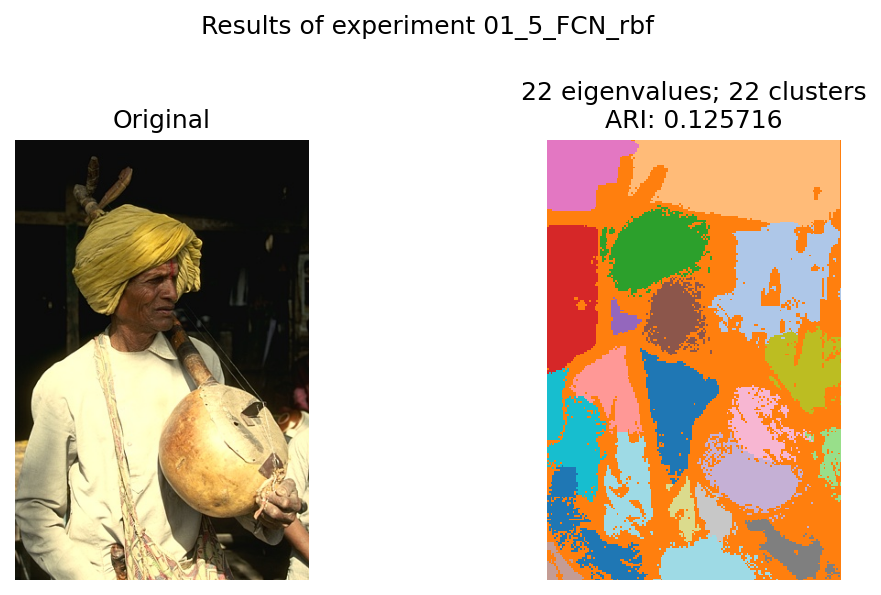 Results of experiment 01_5_FCN_rbf
Original
22 eigenvalues; 22 clusters
ARI: 0.125716